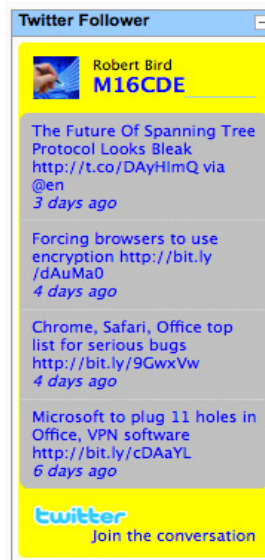 Twitter Follower
Robert Bird
M16CDE
The Future Of Spanning Tree
Protocol Looks Bleak
http://t.co/DAyHlmQ via
@en
3 days ago
Forcing browsers to use
encryption http://bit.ly
/dAuMa0
4 days ago
Chrome, Safari, Office top
list for serious bugs
http://bit.ly/9GwxVw
4 days ago
Microsoft to plug 11 holes in
Office, VPN software
http://bit.ly/cDAaYL
6 days ago
twitter
Join the conversation